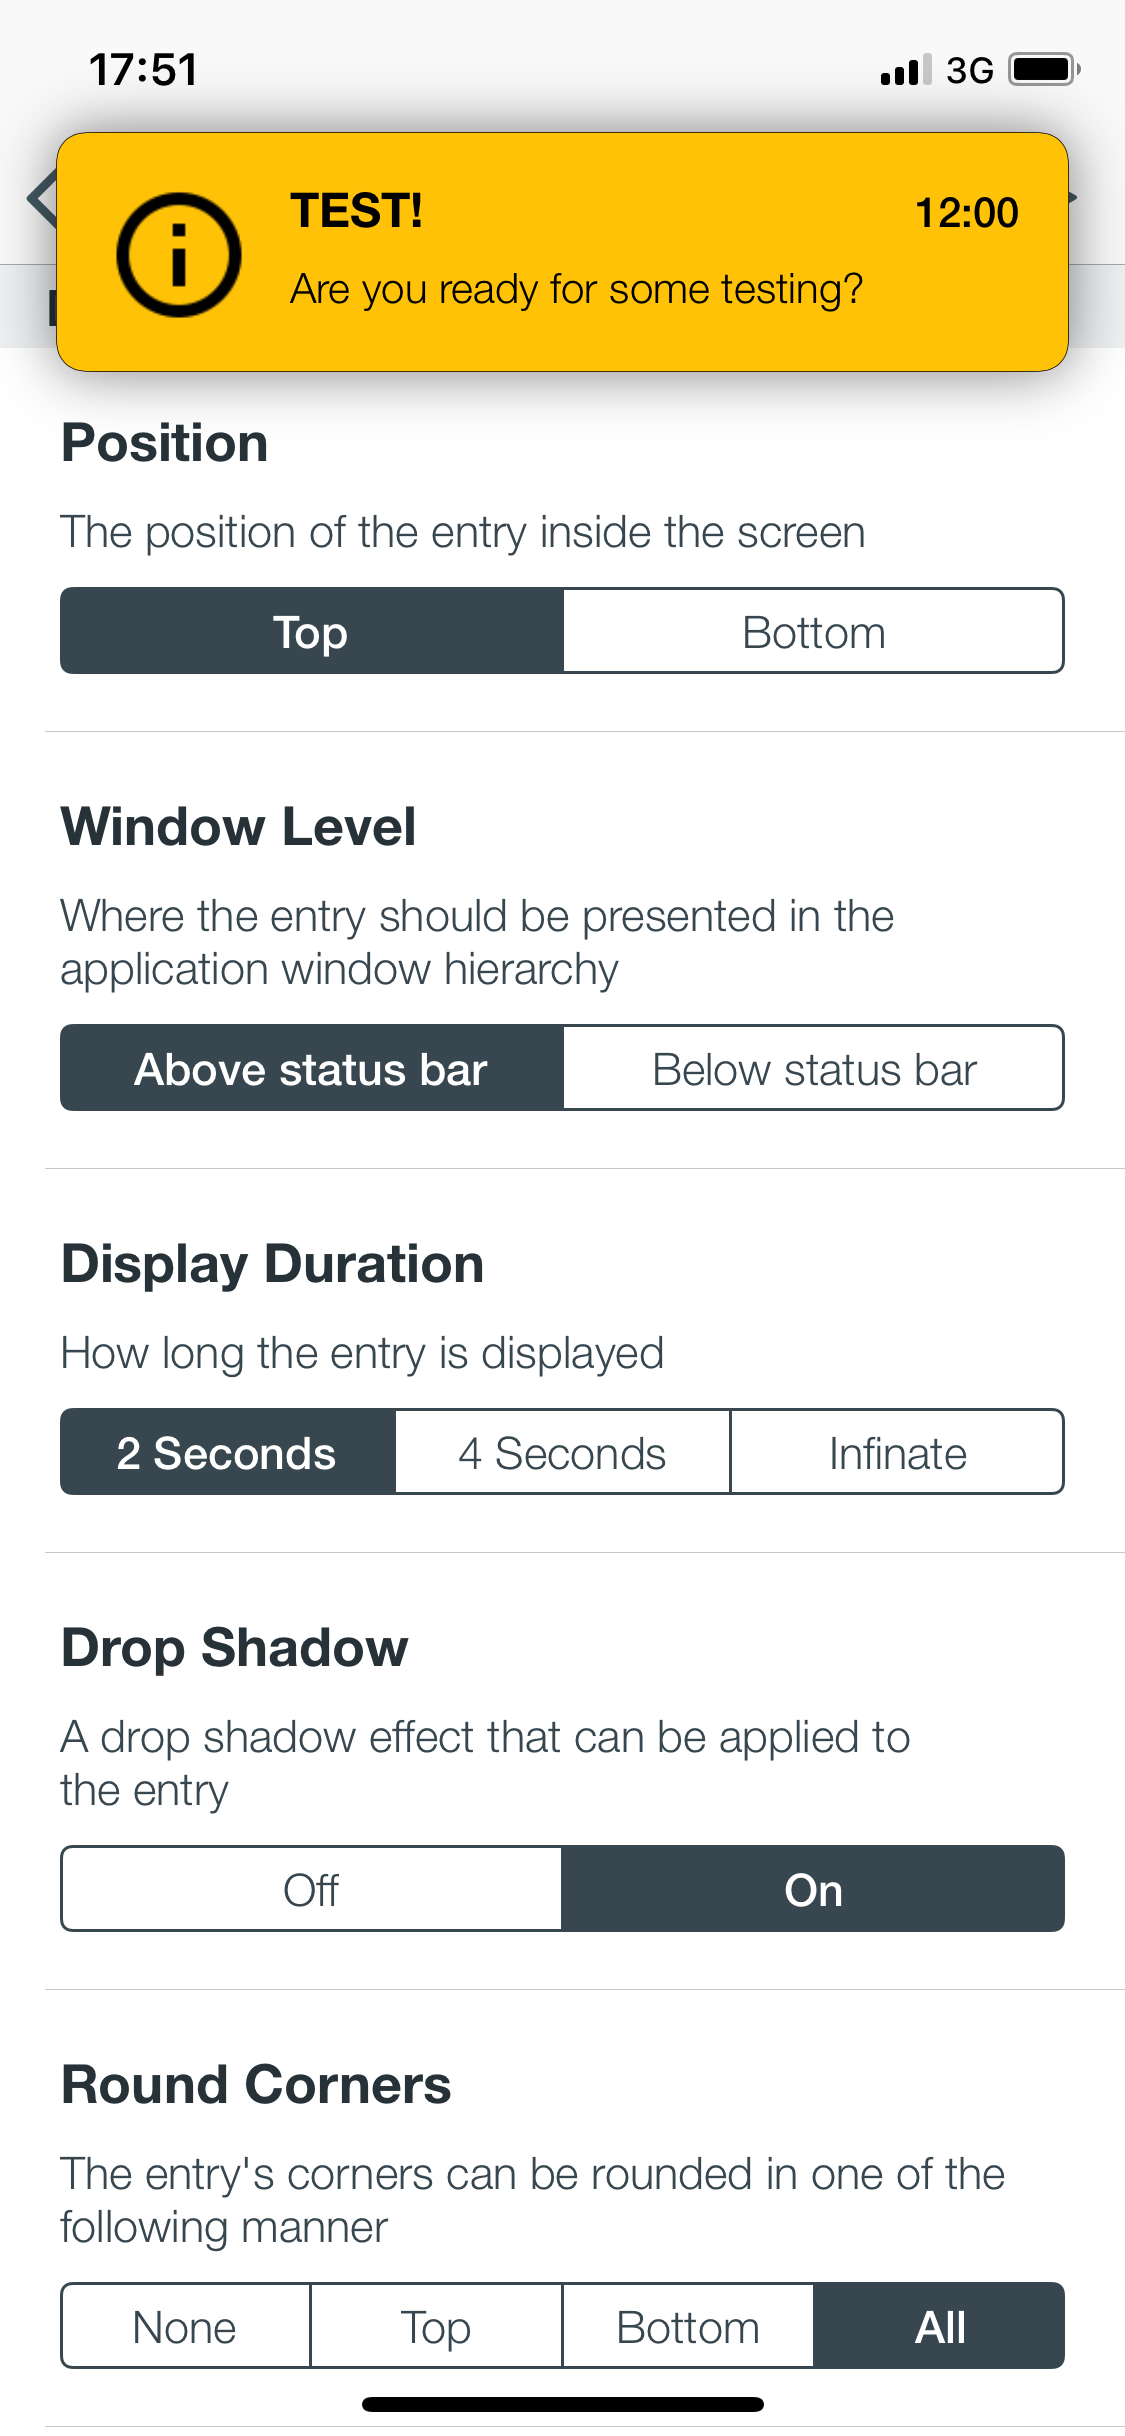 17:51
3G
TEST!
12:00
Are you ready for some testing?
Position
The position of the entry inside the screen
Top
Bottom
Window Level
Where the entry should be presented in the
application window hierarchy
Above status bar
Below status bar
Display Duration
How long the entry is displayed
2 Seconds
4 Seconds
Infinate
Drop Shadow
A drop shadow effect that can be applied to
the entry
Off
On
Round Corners
The entry's corners can be rounded in one of the
following manner
None
Top
Bottom
All